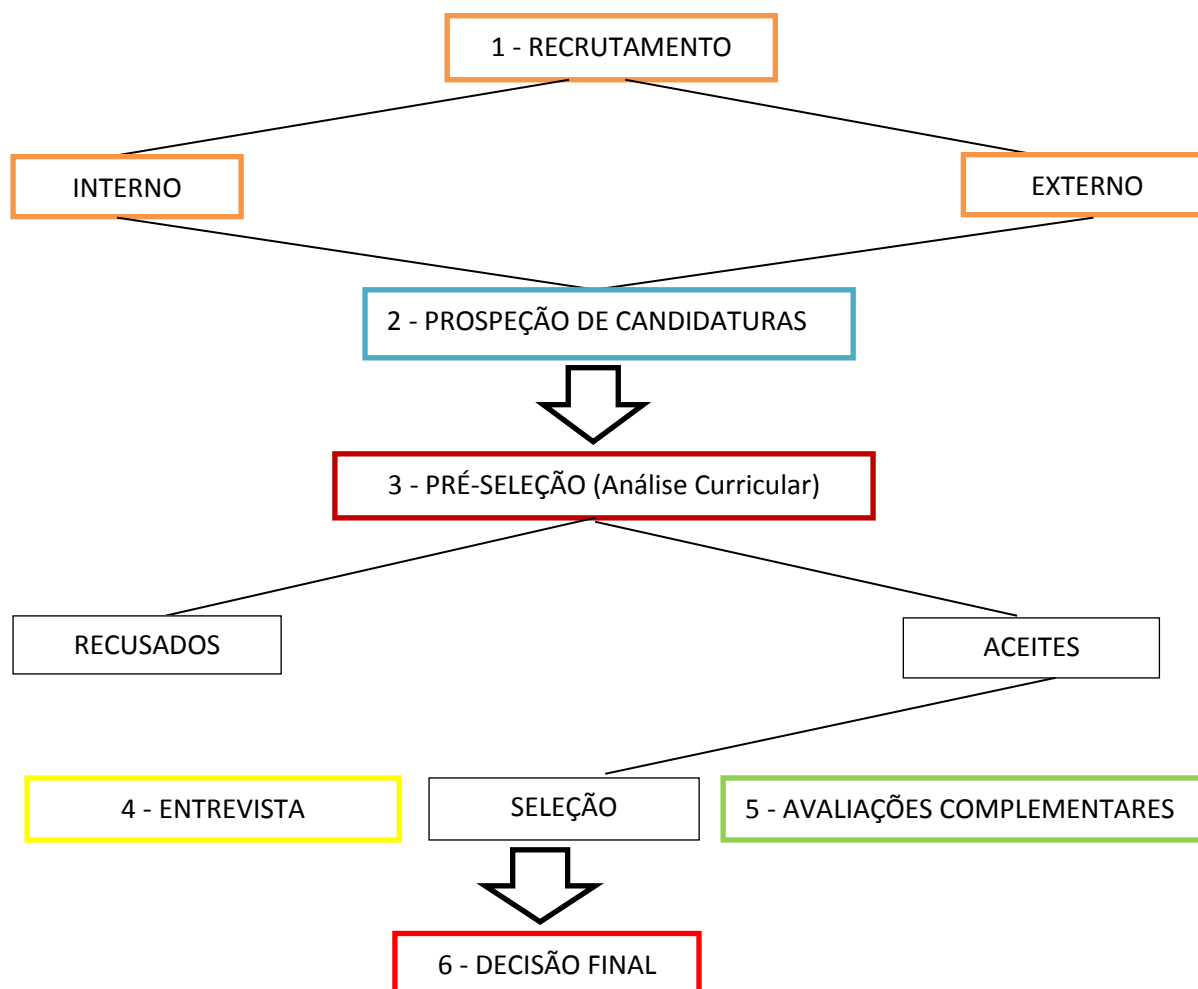 1 - RECRUTAMENTO
INTERNO
EXTERNO
2 - PROSPEÇÃO DE CANDIDATURAS
3 - PRÉ-SELEÇÃO (Análise Curricular)
RECUSADOS
ACEITES
4 - ENTREVISTA
SELEÇÃO
5 - AVALIAÇÕES COMPLEMENTARES
6 - DECISÃO FINAL